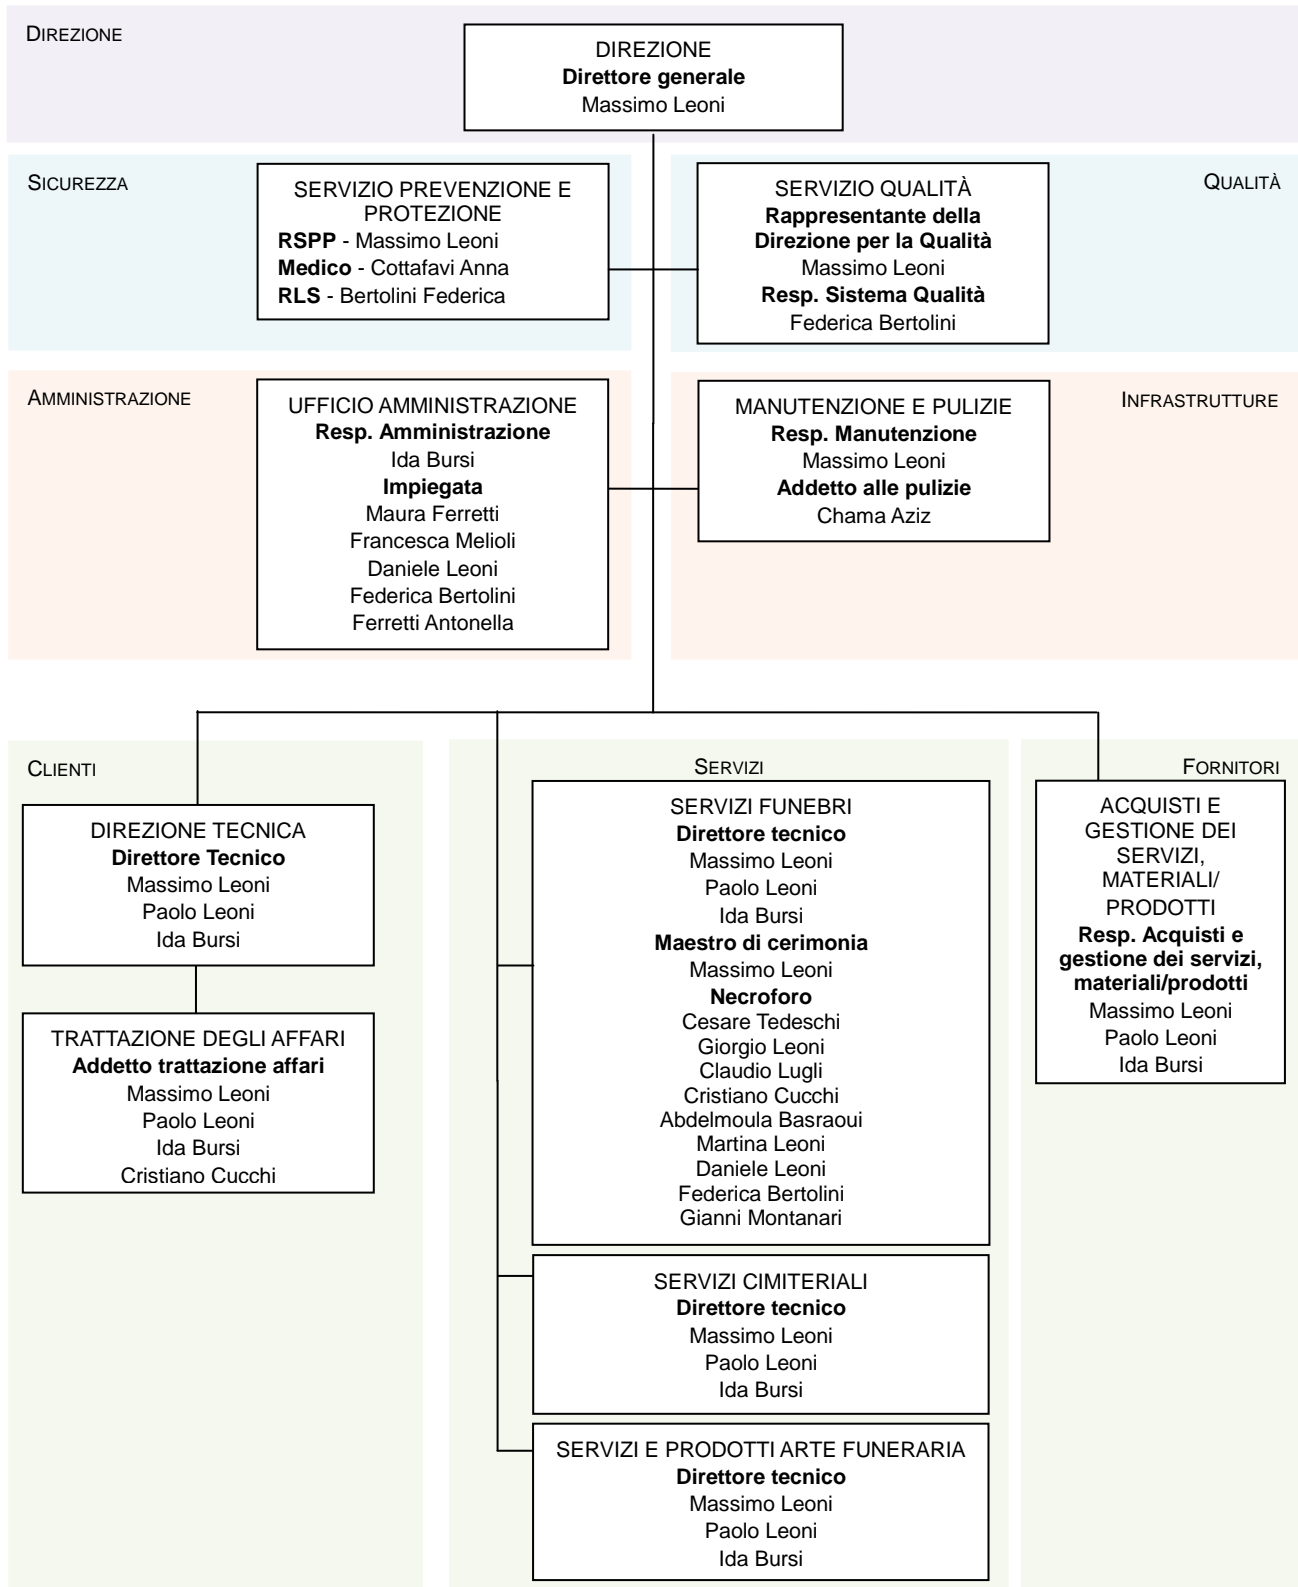 DIREZIONE
DIREZIONE
Direttore generale
Massimo Leoni
SICUREZZA
SERVIZIO PREVENZIONE E
PROTEZIONE
RSPP - Massimo Leoni
Medico - Cottafavi Anna
RLS - Bertolini Federica
QUALITÀ
SERVIZIO QUALITÀ
Rappresentante della
Direzione per la Qualità
Massimo Leoni
Resp. Sistema Qualità
Federica Bertolini
AMMINISTRAZIONE
UFFICIO AMMINISTRAZIONE
Resp. Amministrazione
Ida Bursi
Impiegata
Maura Ferretti
Francesca Melioli
Daniele Leoni
Federica Bertolini
Ferretti Antonella
INFRASTRUTTURE
MANUTENZIONE E PULIZIE
Resp. Manutenzione
Massimo Leoni
Addetto alle pulizie
Chama Aziz
CLIENTI
DIREZIONE TECNICA
Direttore Tecnico
Massimo Leoni
Paolo Leoni
Ida Bursi
TRATTAZIONE DEGLI AFFARI
Addetto trattazione affari
Massimo Leoni
Paolo Leoni
Ida Bursi
Cristiano Cucchi
SERVIZI
SERVIZI FUNEBRI
Direttore tecnico
Massimo Leoni
Paolo Leoni
Ida Bursi
Maestro di cerimonia
Massimo Leoni
Necroforo
Cesare Tedeschi
Giorgio Leoni
Claudio Lugli
Cristiano Cucchi
Abdelmoula Basraoui
Martina Leoni
Daniele Leoni
Federica Bertolini
Gianni Montanari
SERVIZI CIMITERIALI
Direttore tecnico
Massimo Leoni
Paolo Leoni
Ida Bursi
SERVIZI E PRODOTTI ARTE FUNERARIA
Direttore tecnico
Massimo Leoni
Paolo Leoni
Ida Bursi
FORNITORI
ACQUISTI E
GESTIONE DEI
SERVIZI,
MATERIALI/
PRODOTTI
Resp. Acquisti e
gestione dei servizi,
materiali/prodotti
Massimo Leoni
Paolo Leoni
Ida Bursi